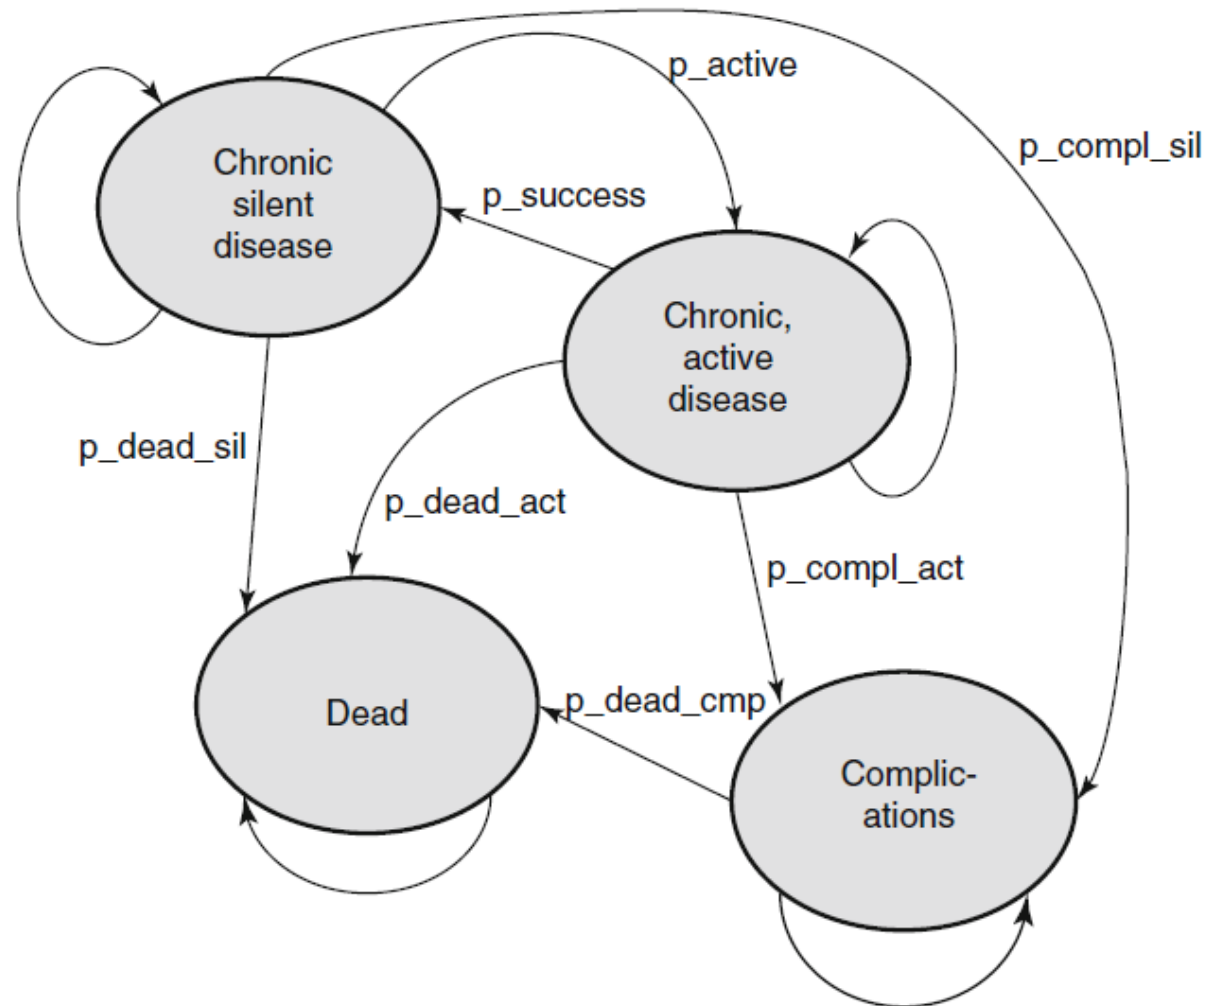 p_active
p_compl_sil
Chronic
silent
disease
p_success
Chronic,
active
disease
p_dead_sil
p_dead_act
p_compl_act
Dead
p_dead_cmp
Complic-
ations